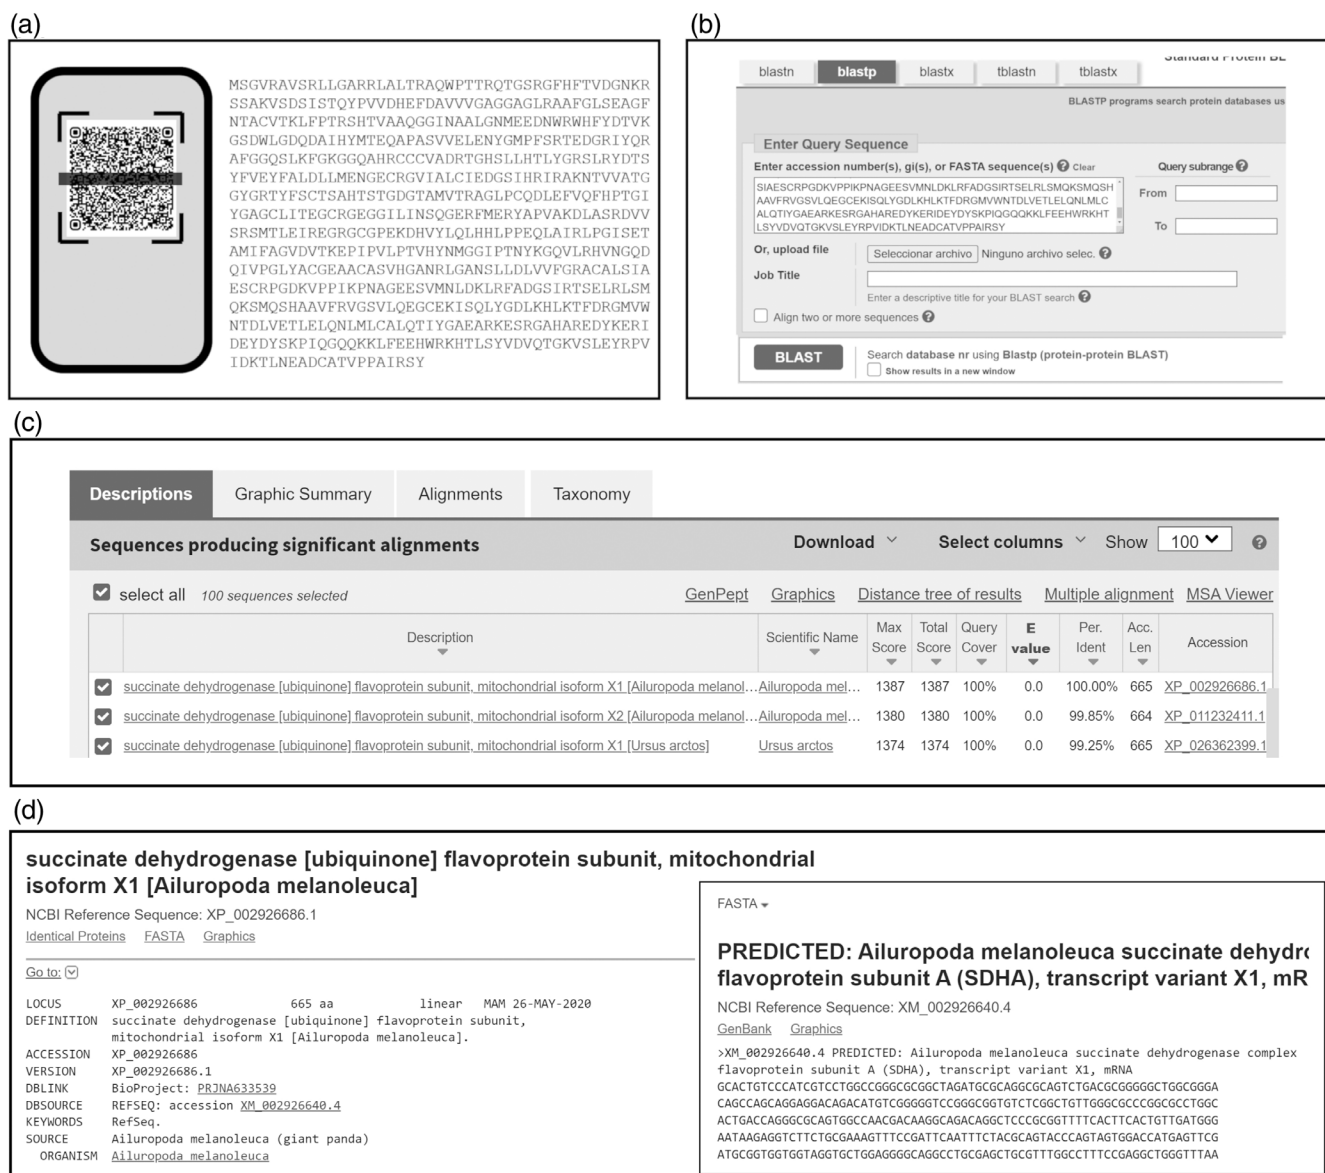 (a)
MSGVRAVSRLLGARRLALTRAQWPTTRQTGSRGFHFTVDGNKR
SSAKVSDSISTQYPVVDHEFDAVVVGAGGAGLRAAFGLSEAGF
NTACVTKLFPTRSHTVAAQGGINAALGNMEEDNWRWHFYDTVK
GSDWLGDQDAIHYMTEQAPASVVELENYGMPFSRTEDGRIYQR
AFGGQSLKFGKGGQAHRCCCVADRTGHSLLHTLYGRSLRYDTS
YFVEYFALDLLMENGECRGVIALCIEDGSIHRIRAKNTVVATG
GYGRTYFSCTSAHTSTGDGTAMVTRAGLPCQDLEFVQFHPTGI
YGAGCLITEGCRGEGGILINSQGERFMERYAPVAKDLASRDVV
SRSMTLEIREGRGCGPEKDHVYLQLHHLPPEQLAIRLPGISET
AMIFAGVDVTKEPIPVLPTVHYNMGGIPTNYKGQVLRHVNGQD
QIVPGLYACGEAACASVHGANRLGANSLLDLVVFGRACALSIA
ESCRPGDKVPPIKPNAGEESVMNLDKLRFADGSIRTSELRLSM
QKSMQSHAAVFRVGSVLQEGCEKISQLYGDLKHLKTFDRGMVW
NTDLVETLELQNLMLCALQTIYGAEARKESRGAHAREDYKERI
DEYDYSKPIQGQQKKLFEEHWRKHTLSYVDVQTGKVSLEYRPV
IDKTLNEADCATVPPAIRSY
(b)
blastn blastp blastx tblastn tblastx
BLASTP programs search protein databases us
Enter Query Sequence
Enter accession number(s), gi(s), or FASTA sequence(s) Clear Query subrange
SIAESCRPGDKVPPIKPNAGEESVMNLDKLRFADGSIRTSELRLSMQKSMQSH
AAVFRVGSVLQEGCEKISQLYGDLKHLKTFDRGMVWNTDLVETLELQNLMLC
ALQTIYGAEARKESRGAHAREDYKERIDEYDYSKPIQGQQKKLFEEHWRKHT
LSYVDVQTGKVSLEYRPVIDKTLNEADCATVPPAIRSY
From
To
Or, upload file Seleccionar archivo Ninguno archivo selec.
Job Title
Enter a descriptive title for your BLAST search
Align two or more sequences
BLAST Search database nr using Blastp (protein-protein BLAST)
Show results in a new window
(c)
Descriptions Graphic Summary Alignments Taxonomy
Sequences producing significant alignments Download Select columns Show 100
select all 100 sequences selected GenPept Graphics Distance tree of results Multiple alignment MSA Viewer
Description Scientific Name Max Score Total Score Query Cover E value Per. Ident Acc. Len Accession
succinate dehydrogenase [ubiquinone] flavoprotein subunit, mitochondrial isoform X1 [Ailuropoda melanol... Ailuropoda mel... 1387 1387 100% 0.0 100.00% 665 XP_002926686.1
succinate dehydrogenase [ubiquinone] flavoprotein subunit, mitochondrial isoform X2 [Ailuropoda melanol... Ailuropoda mel... 1380 1380 100% 0.0 99.85% 664 XP_011232411.1
succinate dehydrogenase [ubiquinone] flavoprotein subunit, mitochondrial isoform X1 [Ursus arctos] Ursus arctos 1374 1374 100% 0.0 99.25% 665 XP_026362399.1
(d)
succinate dehydrogenase [ubiquinone] flavoprotein subunit, mitochondrial
isoform X1 [Ailuropoda melanoleuca]
NCBI Reference Sequence: XP_002926686.1
Identical Proteins FASTA Graphics
Go to:
LOCUS XP_002926686 665 aa linear MAM 26-MAY-2020
DEFINITION succinate dehydrogenase [ubiquinone] flavoprotein subunit,
mitochondrial isoform X1 [Ailuropoda melanoleuca].
ACCESSION XP_002926686
VERSION XP_002926686.1
DBLINK BioProject: PRJNA633539
DBSOURCE REFSEQ: accession XM_002926640.4
KEYWORDS RefSeq.
SOURCE Ailuropoda melanoleuca (giant panda)
ORGANISM Ailuropoda melanoleuca
FASTA
PREDICTED: Ailuropoda melanoleuca succinate dehydr
flavoprotein subunit A (SDHA), transcript variant X1, mR
NCBI Reference Sequence: XM_002926640.4
GenBank Graphics
>XM_002926640.4 PREDICTED: Ailuropoda melanoleuca succinate dehydrogenase complex
flavoprotein subunit A (SDHA), transcript variant X1, mRNA
GCACTGTCCCATCGTCCTGGCCGGGCGCGGCTAGATGCGCAGGCGCAGTCTGACGCGGGGGCTGGCGGGA
CAGCCAGCAGGAGGACAGACATGTCGGGGGTCCGGGCGGTGTCTCGGCTGTTGGGCGCCCGGCGCCTGGC
ACTGACCAGGGCGCAGTGGCCAACGACAAGGCAGACAGGCTCCCGCGGTTTTCACTTCACTGTTGATGGG
AATAAGAGGTCTTCTGCGAAAGTTTCCGATTCAATTTCTACGCAGTACCCAGTAGTGGACCATGAGTTCG
ATGCGGTGGTGGTAGGTGCTGGAGGGGCAGGCCTGCGAGCTGCGTTTGGCCTTTCCGAGGCTGGGTTTAA